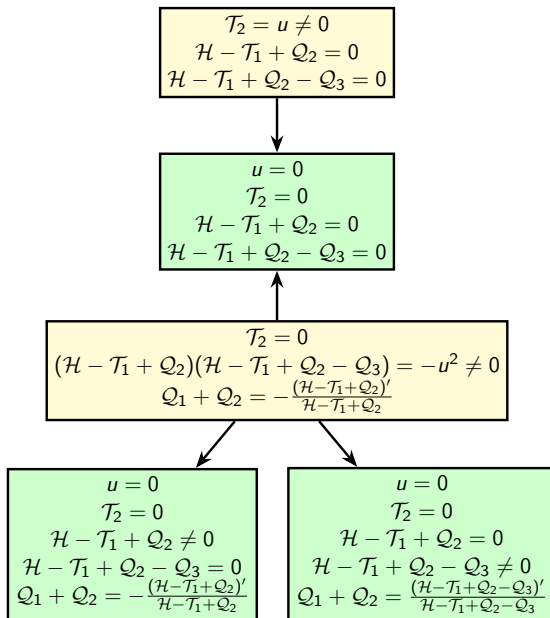 𝒯₂ = u ≠ 0
ℋ − 𝒯₁ + 𝒬₂ = 0
ℋ − 𝒯₁ + 𝒬₂ − 𝒬₃ = 0
u = 0
𝒯₂ = 0
ℋ − 𝒯₁ + 𝒬₂ = 0
ℋ − 𝒯₁ + 𝒬₂ − 𝒬₃ = 0
𝒯₂ = 0
(ℋ − 𝒯₁ + 𝒬₂)(ℋ − 𝒯₁ + 𝒬₂ − 𝒬₃) = −u² ≠ 0
𝒬₁ + 𝒬₂ = −(ℋ−𝒯₁+𝒬₂)′/ℋ−𝒯₁+𝒬₂
u = 0
𝒯₂ = 0
ℋ − 𝒯₁ + 𝒬₂ ≠ 0
ℋ − 𝒯₁ + 𝒬₂ − 𝒬₃ = 0
𝒬₁ + 𝒬₂ = −(ℋ−𝒯₁+𝒬₂)′/ℋ−𝒯₁+𝒬₂
u = 0
𝒯₂ = 0
ℋ − 𝒯₁ + 𝒬₂ = 0
ℋ − 𝒯₁ + 𝒬₂ − 𝒬₃ ≠ 0
𝒬₁ + 𝒬₂ = (ℋ−𝒯₁+𝒬₂−𝒬₃)′/ℋ−𝒯₁+𝒬₂−𝒬₃